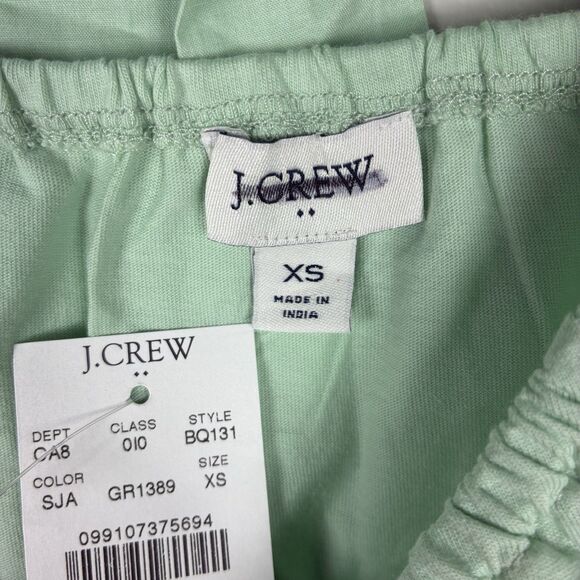 J.CREW
XS
MADE IN
INDIA
J.CREW
DEPT CLASS STYLE
CA8 010 BQ131
COLOR SIZE
SJA GR1389 XS
099107375694